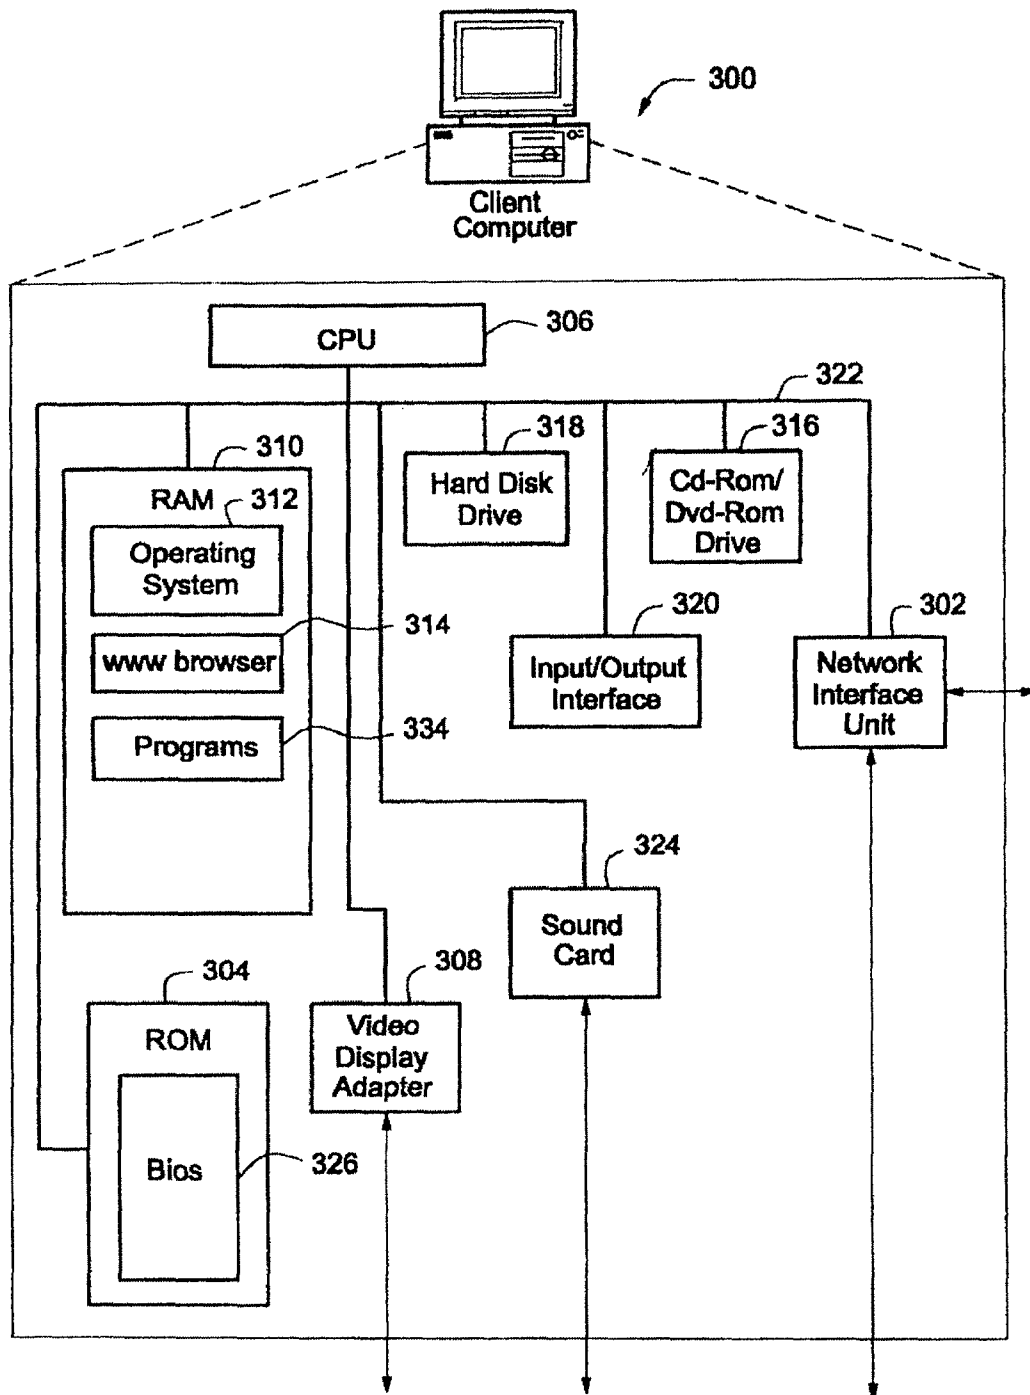 300
Client
Computer
CPU
306
322
310
RAM
312
Operating
System
314
www browser
334
Programs
318
Hard Disk
Drive
316
Cd-Rom/
Dvd-Rom
Drive
320
Input/Output
Interface
302
Network
Interface
Unit
324
Sound
Card
304
ROM
Bios
326
308
Video
Display
Adapter